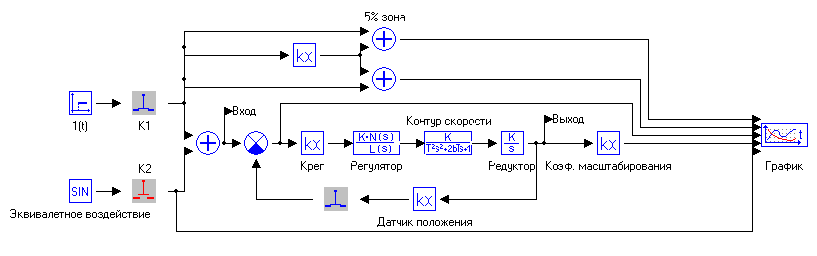 5% зона
kx
1(t)
K1
Вход
Контур скорости
Выход
kx
K•N(s)
L(s)
K
T²s²+2bTs+1
K
s
kx
Крег
Регулятор
Редуктор
Коэф. масштабирования
График
K2
SIN
Эквивалетное воздействие
kx
Датчик положения